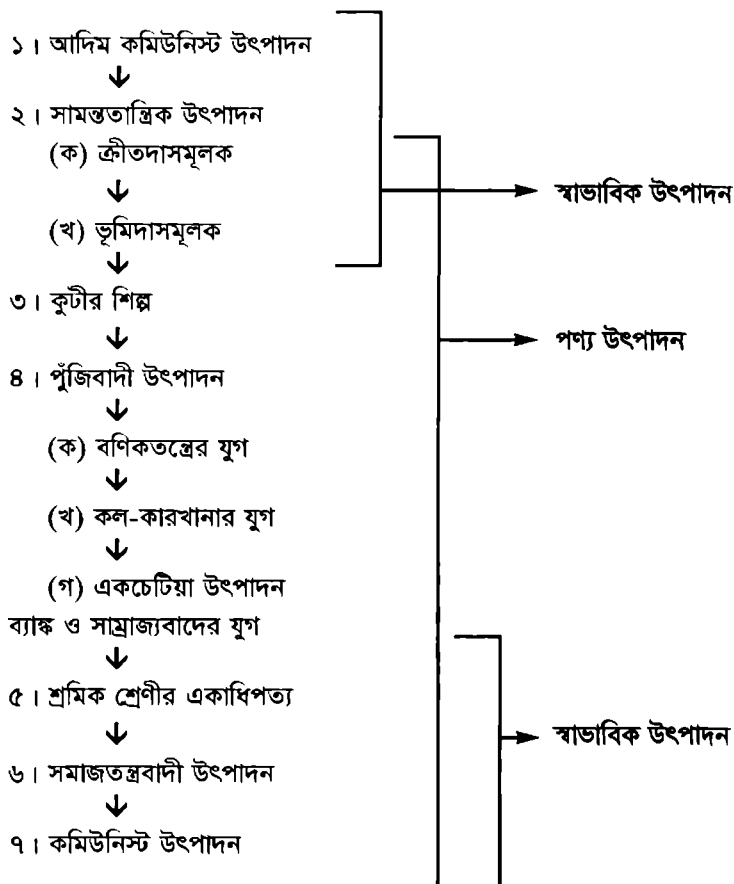 ১। আদিম কমিউনিস্ট উৎপাদন
২। সামন্ততান্ত্রিক উৎপাদন
(ক) ক্রীতদাসমূলক
স্বাভাবিক উৎপাদন
(খ) ভূমিদাসমূলক
৩। কুটীর শিল্প
পণ্য উৎপাদন
৪। পুঁজিবাদী উৎপাদন
(ক) বণিকতন্ত্রের যুগ
(খ) কল-কারখানার যুগ
(গ) একচেটিয়া উৎপাদন
ব্যাঙ্ক ও সাম্রাজ্যবাদের যুগ
৫। শ্রমিক শ্রেণীর একাধিপত্য
স্বাভাবিক উৎপাদন
৬। সমাজতন্ত্রবাদী উৎপাদন
৭। কমিউনিস্ট উৎপাদন